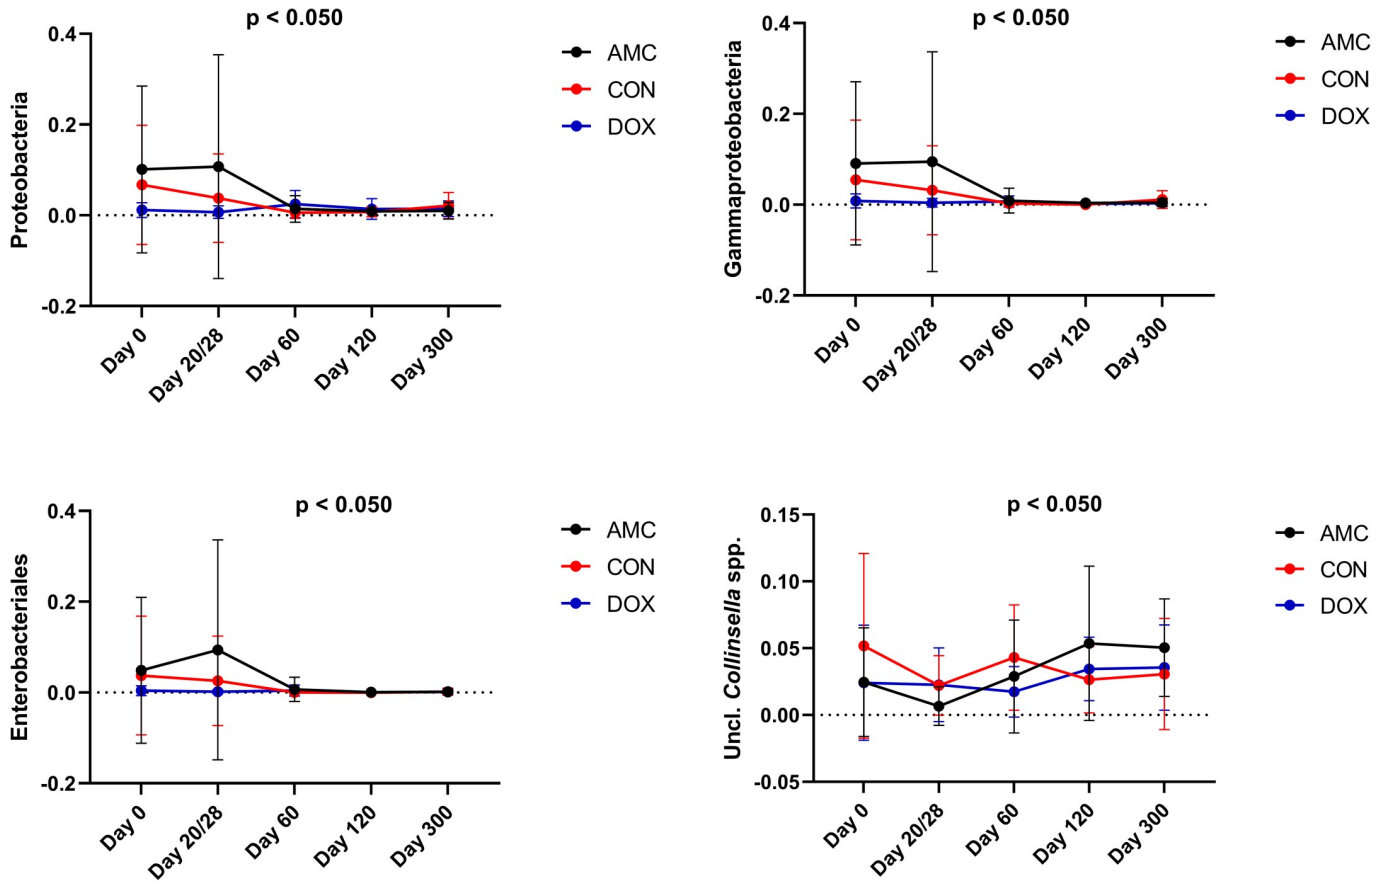 p < 0.050
Proteobacteria
0.4
0.2
0.0
-0.2
Day 0
Day 20/28
Day 60
Day 120
Day 300
AMC
CON
DOX
p < 0.050
Gammaproteobacteria
0.4
0.2
0.0
-0.2
Day 0
Day 20/28
Day 60
Day 120
Day 300
AMC
CON
DOX
p < 0.050
Enterobacteriales
0.4
0.2
0.0
-0.2
Day 0
Day 20/28
Day 60
Day 120
Day 300
AMC
CON
DOX
p < 0.050
Uncl. Collinsella spp.
0.15
0.10
0.05
0.00
-0.05
Day 0
Day 20/28
Day 60
Day 120
Day 300
AMC
CON
DOX